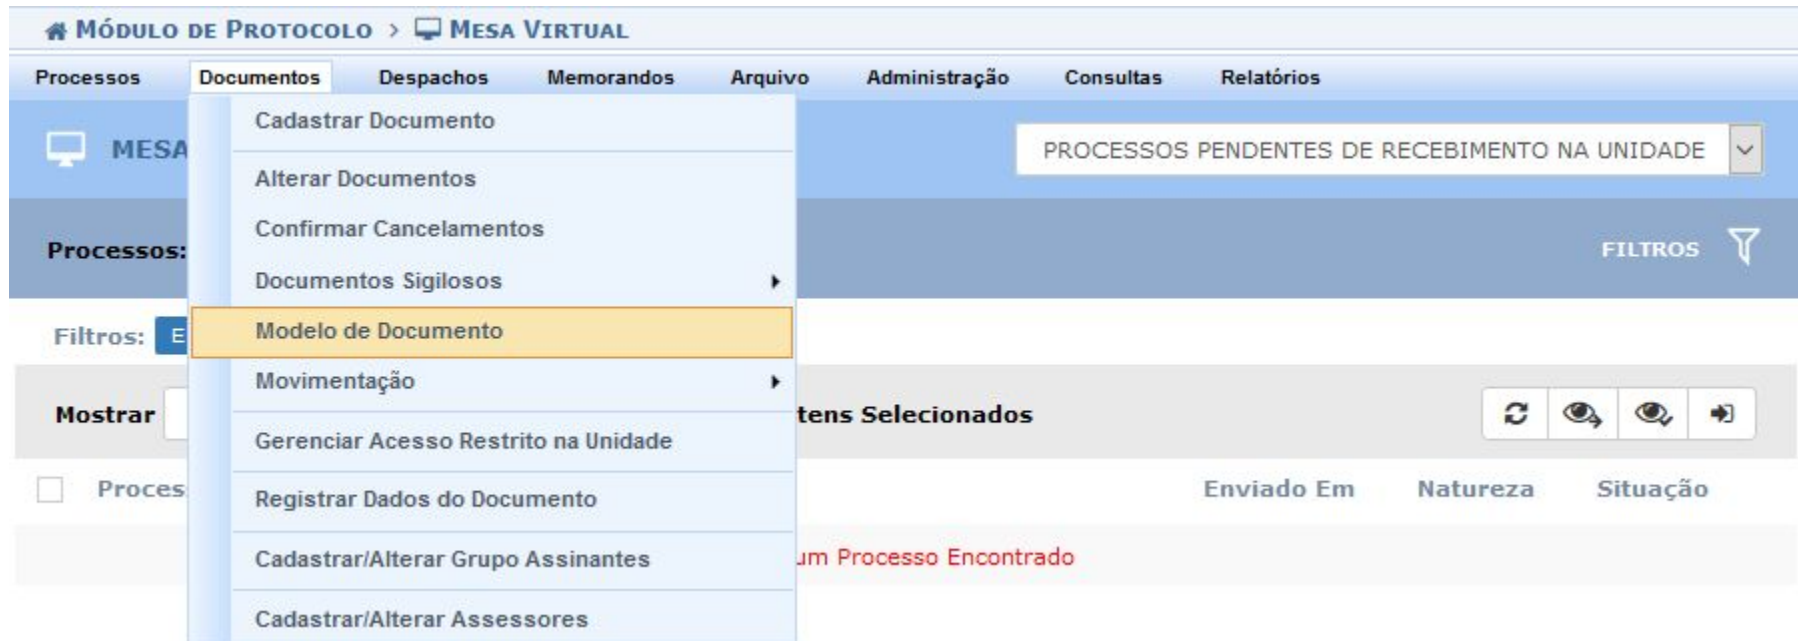 MÓDULO DE PROTOCOLO > MESA VIRTUAL
Processos Documentos Despachos Memorandos Arquivo Administração Consultas Relatórios
Cadastrar Documento
MESA PROCESSOS PENDENTES DE RECEBIMENTO NA UNIDADE
Alterar Documentos
Confirmar Cancelamentos
Processos: FILTROS
Documentos Sigilosos
Filtros: E Modelo de Documento
Movimentação
Mostrar tens Selecionados
Gerenciar Acesso Restrito na Unidade
Proces Enviado Em Natureza Situação
Registrar Dados do Documento
Cadastrar/Alterar Grupo Assinantes
um Processo Encontrado
Cadastrar/Alterar Assessores